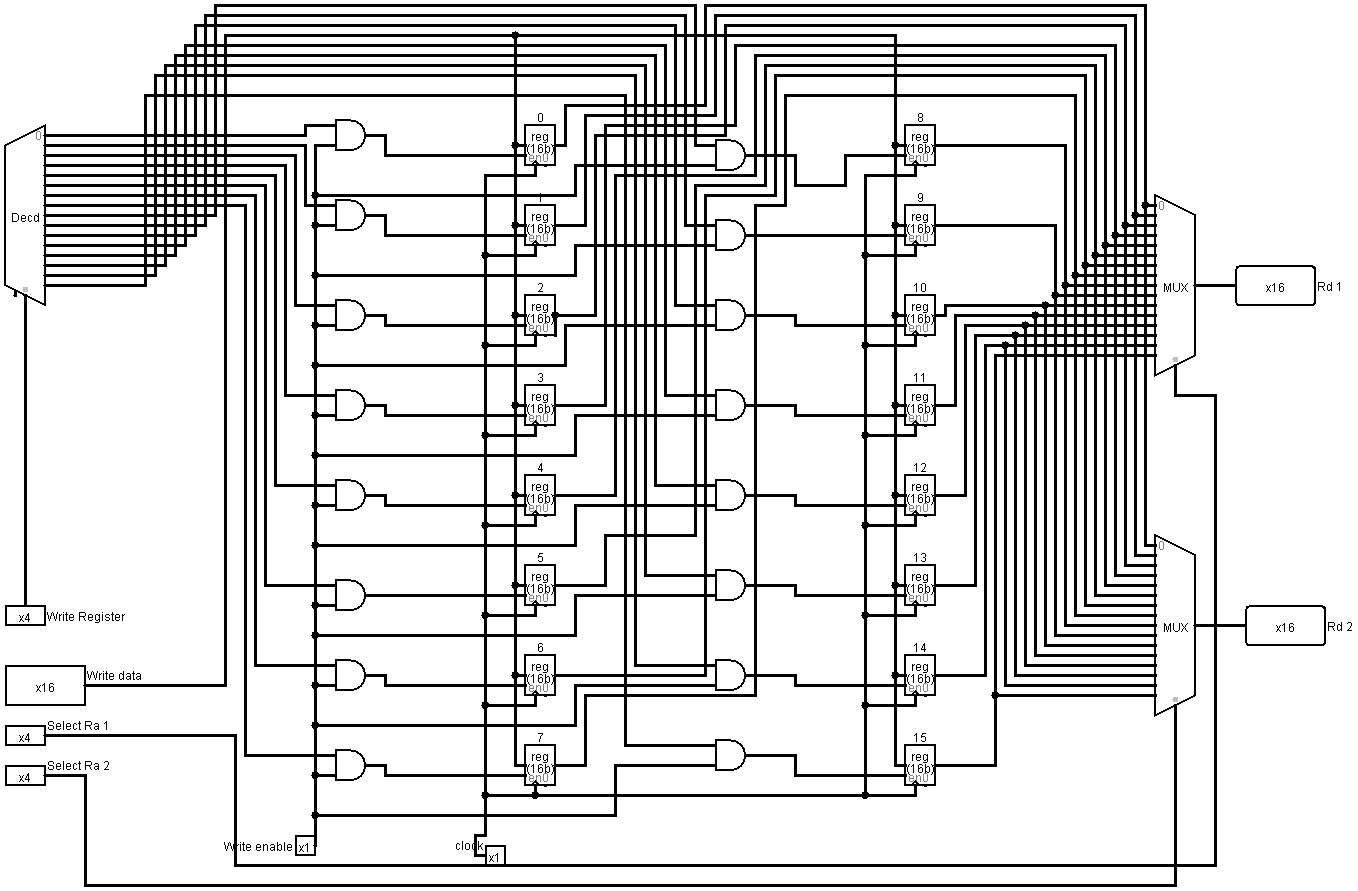 0
Decd
x4
Write Register
x16
Write data
x4
Select Ra 1
x4
Select Ra 2
Write enable
x1
clock
x1
0
reg
(16b)
en0
reg
(16b)
en0
2
reg
(16b)
en0
3
reg
(16b)
en0
4
reg
(16b)
en0
5
reg
(16b)
en0
6
reg
(16b)
en0
7
reg
(16b)
en0
8
reg
(16b)
en0
9
reg
(16b)
en0
10
reg
(16b)
en0
11
reg
(16b)
en0
12
reg
(16b)
en0
13
reg
(16b)
en0
14
reg
(16b)
en0
15
reg
(16b)
en0
0
MUX
x16
Rd 1
0
MUX
x16
Rd 2